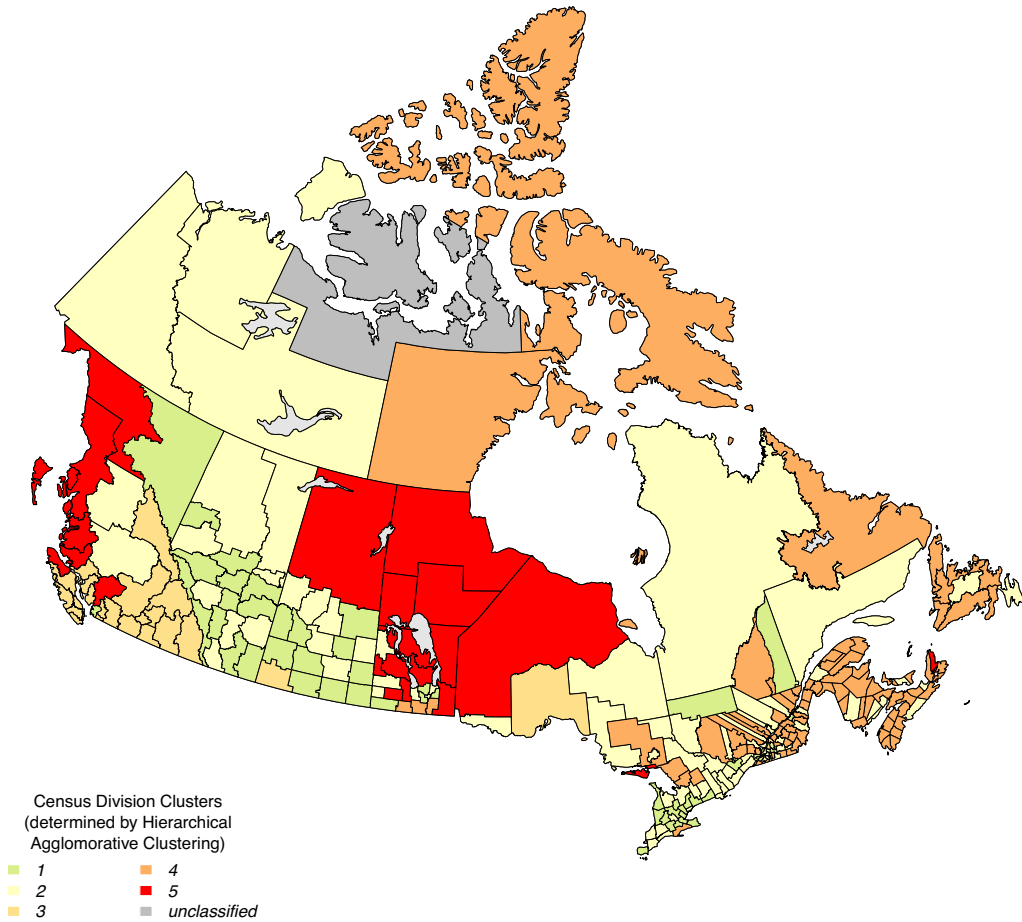 Census Division Clusters
(determined by Hierarchical
Agglomorative Clustering)
1
2
3
4
5
unclassified